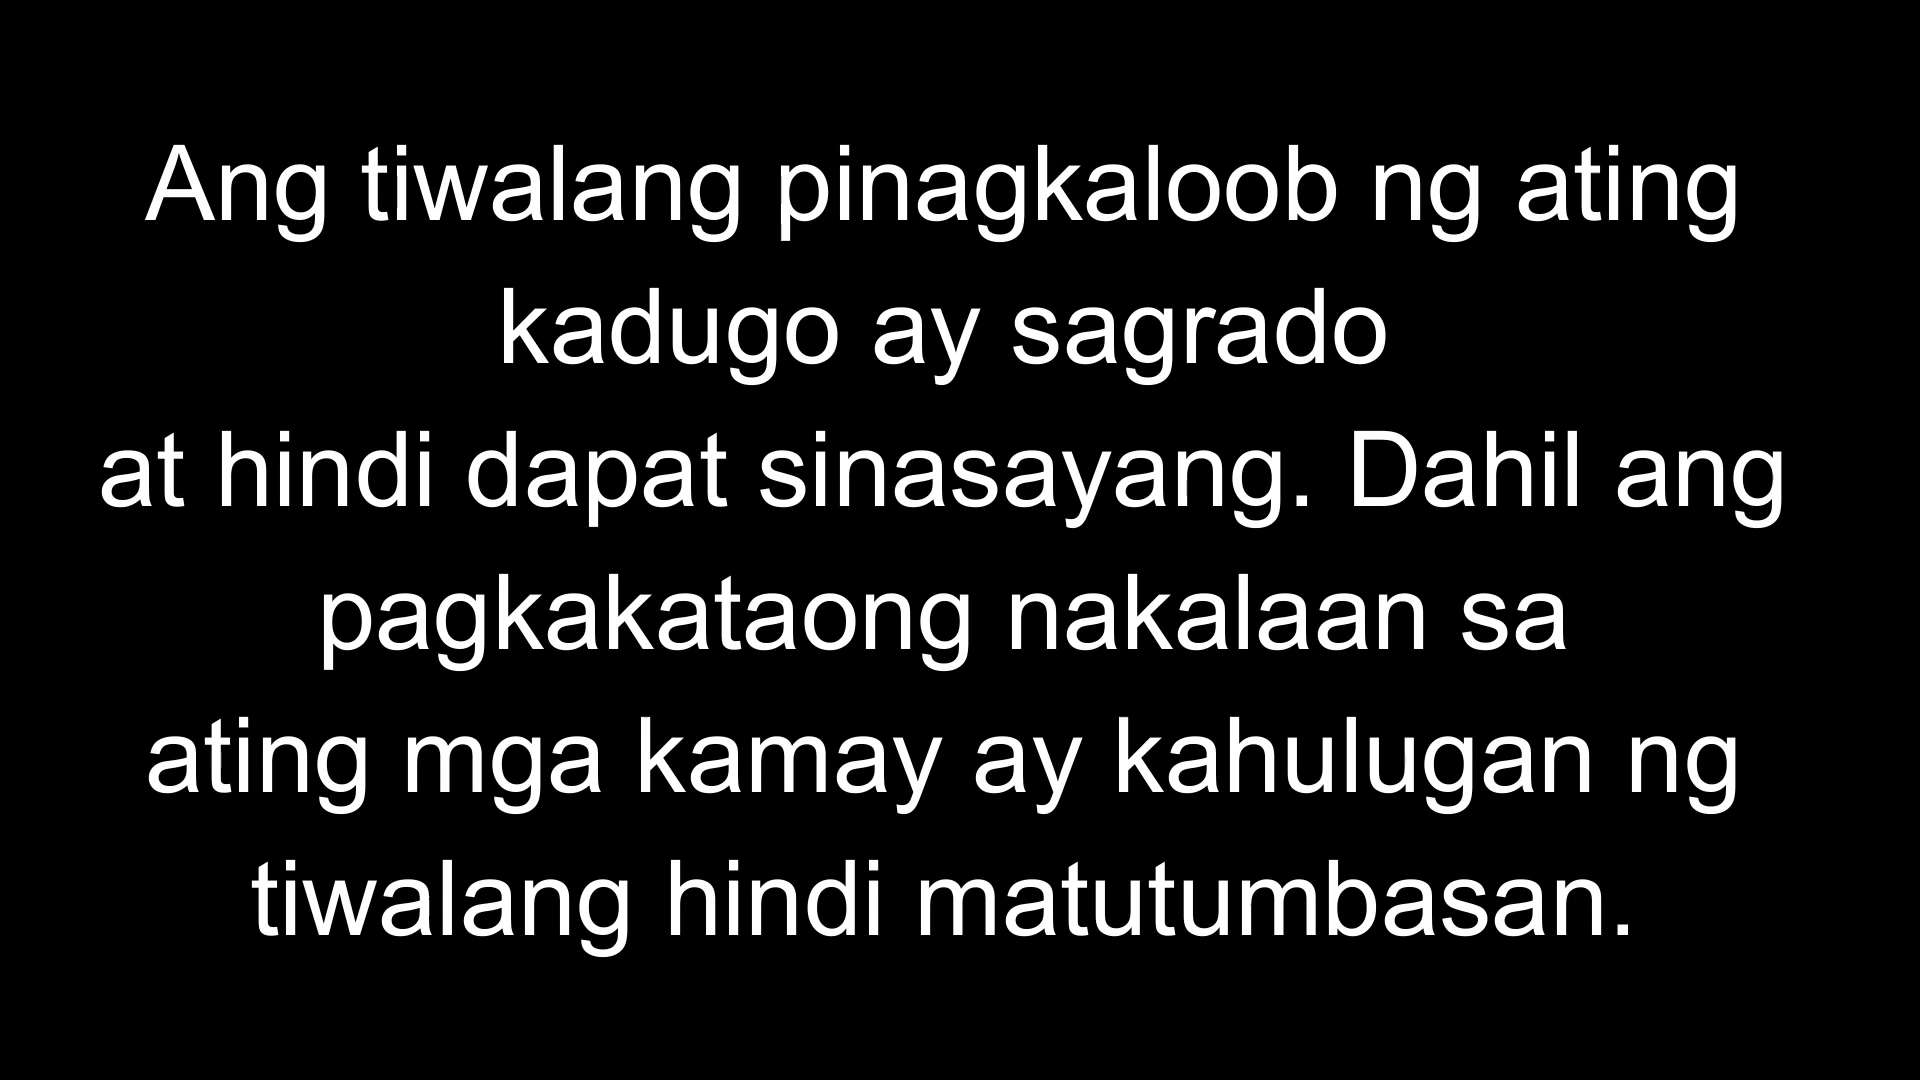 Ang tiwalang pinagkaloob ng ating
kadugo ay sagrado
at hindi dapat sinasayang. Dahil ang
pagkakataong nakalaan sa
ating mga kamay ay kahulugan ng
tiwalang hindi matutumbasan.